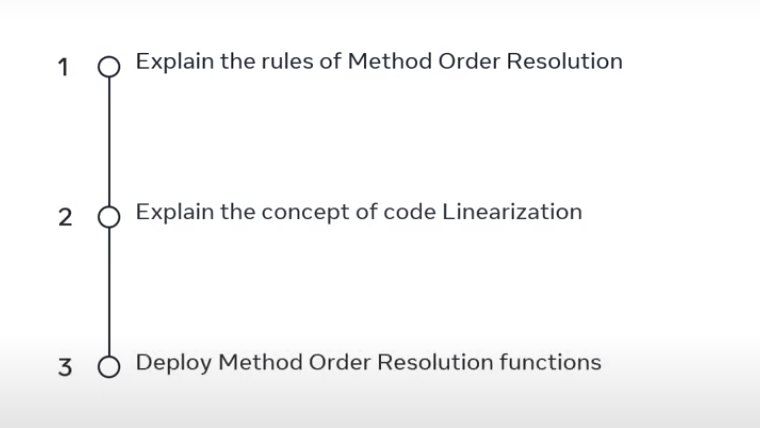 1 Explain the rules of Method Order Resolution
2 Explain the concept of code Linearization
3 Deploy Method Order Resolution functions